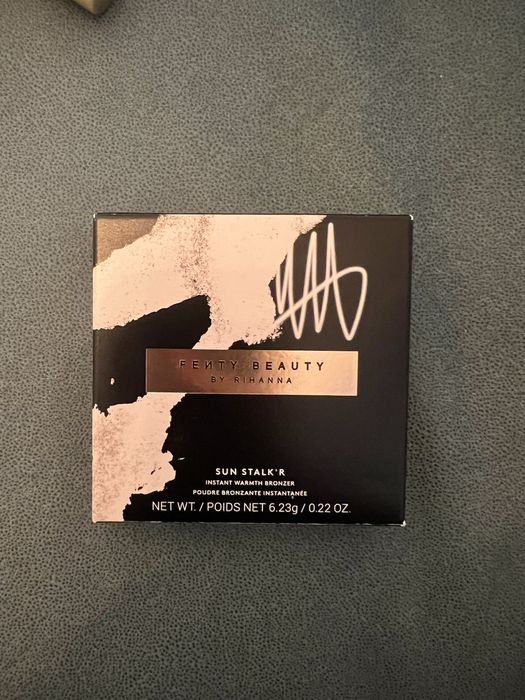 FEИTY BEAUTY
BY RIHANNA
SUN STALK'R
INSTANT WARMTH BRONZER
POUDRE BRONZANTE INSTANTANÉE
NET WT. / POIDS NET 6.23g / 0.22 OZ.